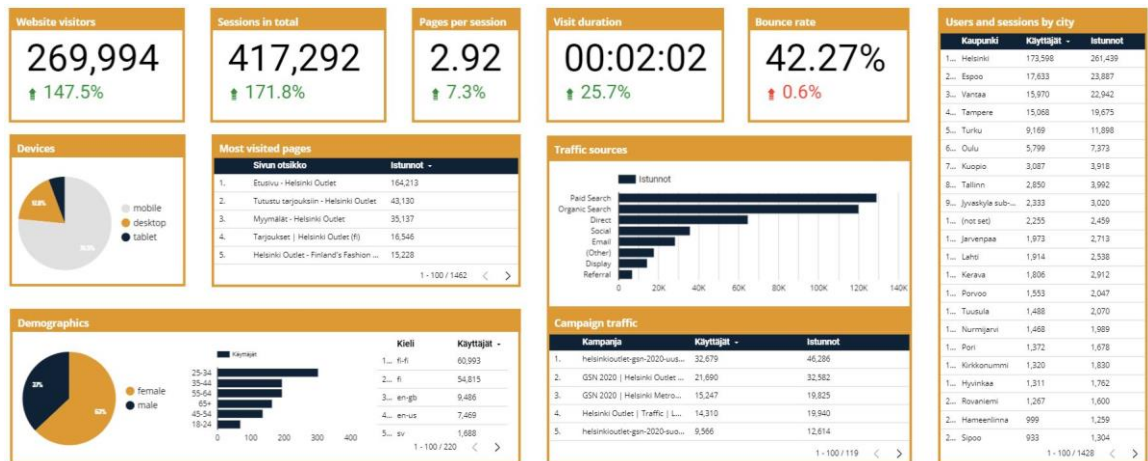 Website visitors
269,994
147.5%
Sessions in total
417,292
171.8%
Pages per session
2.92
7.3%
Visit duration
00:02:02
25.7%
Bounce rate
42.27%
0.6%
Devices
mobile
desktop
tablet
Most visited pages
Sivun otsikko Istunnot
1. Etusivu - Helsinki Outlet 164,213
2. Tutustu tarjouksiin - Helsinki Outlet 43,130
3. Myymälät - Helsinki Outlet 35,137
4. Tarjoukset | Helsinki Outlet (fi) 16,546
5. Helsinki Outlet - Finland's Fashion ... 15,228
1 - 100 / 1462 < >
Traffic sources
Istunnot
Paid Search
Organic Search
Direct
Social
Email
(Other)
Display
Referral
0 20K 40K 60K 80K 100K 120K 140K
Demographics
37%
63%
female
male
Käyttäjät
25-34
35-44
55-64
65+
45-54
18-24
0 100 200 300 400
Kieli Käyttäjät
1... fi-fi 60,993
2... fi 54,815
3... en-gb 9,486
4... en-us 7,469
5... sv 1,688
1 - 100 / 220 < >
Campaign traffic
Kampanja Käyttäjät Istunnot
1. helsinkioutlet-gsn-2020-uus... 32,679 46,286
2. GSN 2020 | Helsinki Outlet ... 21,690 32,582
3. GSN 2020 | Helsinki Metro... 15,247 19,825
4. Helsinki Outlet | Traffic | L... 14,310 19,940
5. helsinkioutlet-gsn-2020-suo... 9,566 12,614
1 - 100 / 119 < >
Users and sessions by city
Kaupunki Käyttäjät Istunnot
1... Helsinki 173,598 261,439
2... Espoo 17,633 23,887
3... Vantaa 15,970 22,942
4... Tampere 15,068 19,675
5... Turku 9,169 11,898
6... Oulu 5,799 7,373
7... Kuopio 3,087 3,918
8... Tallinn 2,850 3,992
9... Jyvaskyla sub-... 2,333 3,020
1... (not set) 2,255 2,459
1... Jarvenpaa 1,973 2,713
1... Lahti 1,914 2,538
1... Kerava 1,806 2,912
1... Porvoo 1,553 2,047
1... Tuusula 1,488 2,070
1... Nurmijarvi 1,468 1,989
1... Pori 1,372 1,678
1... Kirkkonummi 1,320 1,830
1... Hyvinkaa 1,311 1,762
2... Rovaniemi 1,267 1,600
2... Hameenlinna 999 1,259
2... Sipoo 933 1,304
1 - 100 / 1428 < >